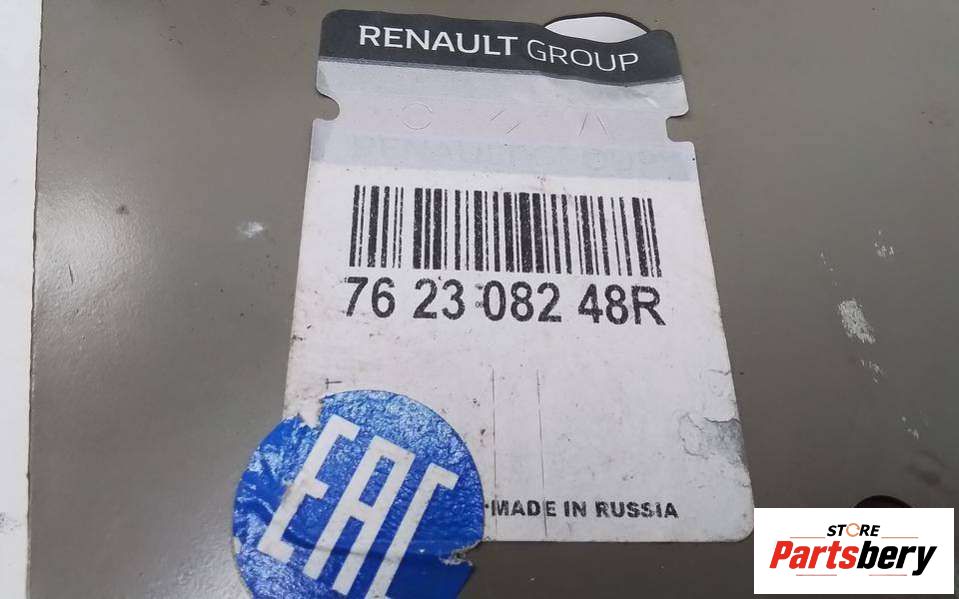 RENAULT GROUP
76 23 082 48R
EAC
MADE IN RUSSIA
STORE
Partsbery